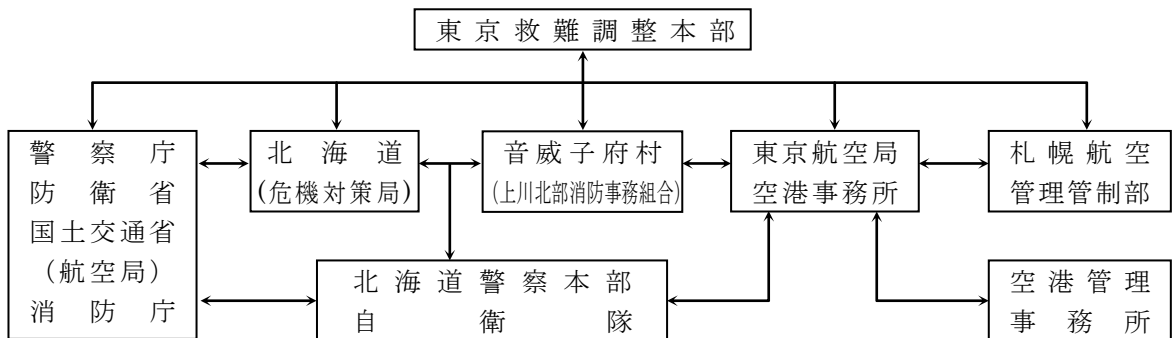 東京救難調整本部
警察庁
防衛省
国土交通省
(航空局)
消防庁
北海道
(危機対策局)
音威子府村
(上川北部消防事務組合)
東京航空局
空港事務所
札幌航空
管理管制部
北海道警察本部
自衛隊
空港管理
事務所